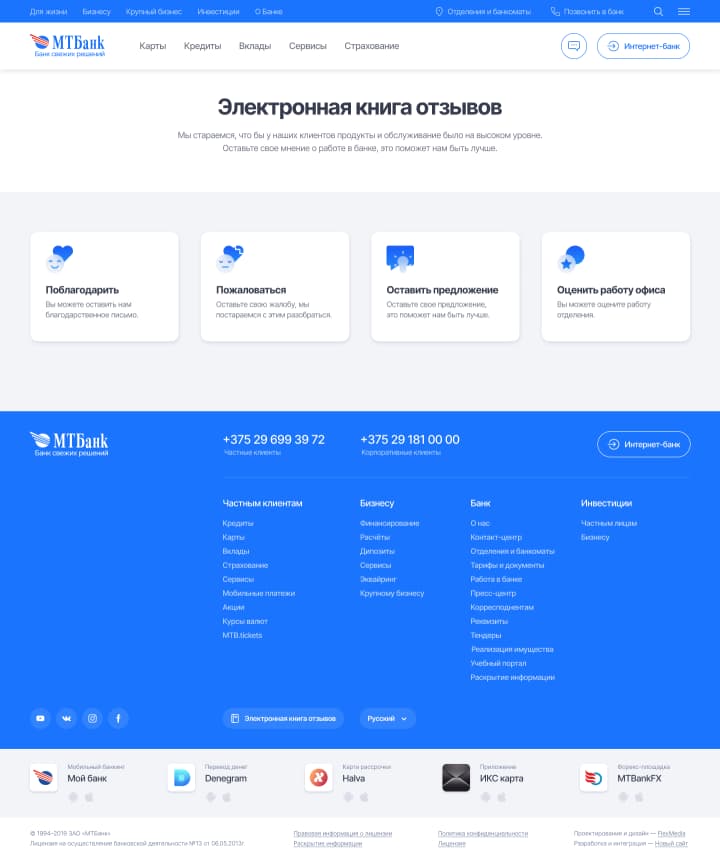 Для жизни Бизнесу Крупный бизнес Инвестиции О Банке Отделения и банкоматы Позвонить в банк
МТБанк
Банк свежих решений
Карты Кредиты Вклады Сервисы Страхование Интернет-банк
Электронная книга отзывов
Мы стараемся, что бы у наших клиентов продукты и обслуживание было на высоком уровне.
Оставьте свое мнение о работе в банке, это поможет нам быть лучше.
Поблагодарить
Вы можете оставить нам
благодарственное письмо.
Пожаловаться
Оставьте свою жалобу, мы
постараемся с этим разобраться.
Оставить предложение
Оставьте свое предложение,
это поможет нам быть лучше.
Оценить работу офиса
Вы можете оцените работу
отделения.
МТБанк
Банк свежих решений
+375 29 699 39 72
Частные клиенты
+375 29 181 00 00
Корпоративные клиенты
Интернет-банк
Частным клиентам
Кредиты
Карты
Вклады
Страхование
Сервисы
Мобильные платежи
Акции
Курсы валют
MTB.tickets
Бизнесу
Финансирование
Расчёты
Дипозиты
Сервисы
Эквайринг
Крупному бизнесу
Банк
О нас
Контакт-центр
Отделения и банкоматы
Тарифы и документы
Работа в банке
Пресс-центр
Корреспондентам
Реквизиты
Тендеры
Реализация имущества
Учебный портал
Раскрытие информации
Инвестиции
Частным лицам
Бизнесу
Электронная книга отзывов
Русский
Мобильный банкинг
Мой банк
Перевод денег
Denegram
Карта рассрочки
Halva
Приложение
ИКС карта
Форекс-площадка
MTBankFX
© 1994–2019 ЗАО «МТБанк»
Лицензия на осуществление банковской деятельности №13 от 06.05.2013г.
Правовая информация о лицензии
Раскрытие информации
Политика конфиденциальности
Лицензия
Проектирование и дизайн — FlexMedia
Разработка и интеграция — Новый сайт